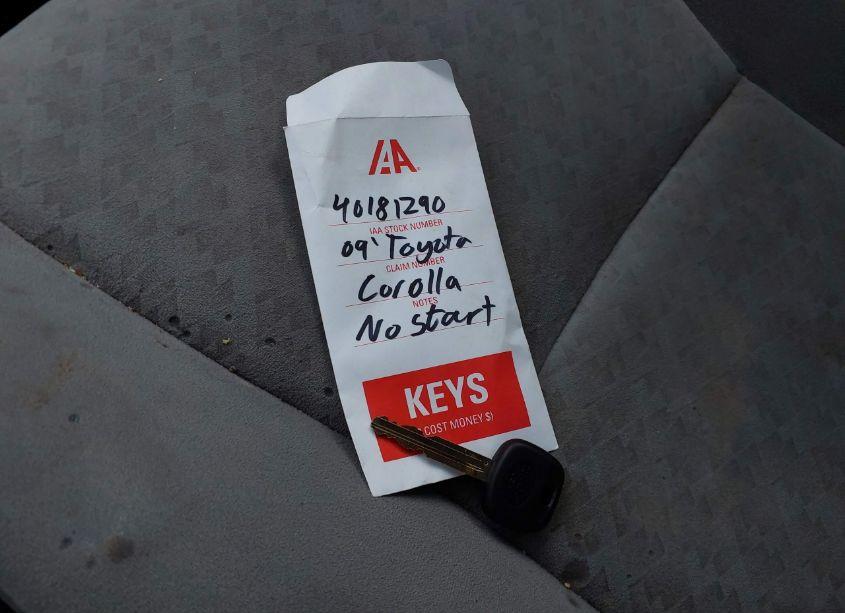 IAA
40181290
IAA STOCK NUMBER
09' Toyota
CLAIM NUMBER
Corolla
NOTES
No start
KEYS
COST MONEY $)